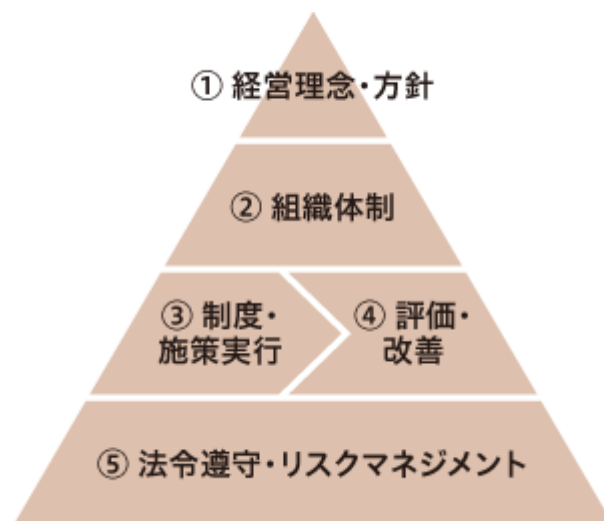 ① 経営理念・方針
② 組織体制
③ 制度・
施策実行
④ 評価・
改善
⑤ 法令遵守・リスクマネジメント